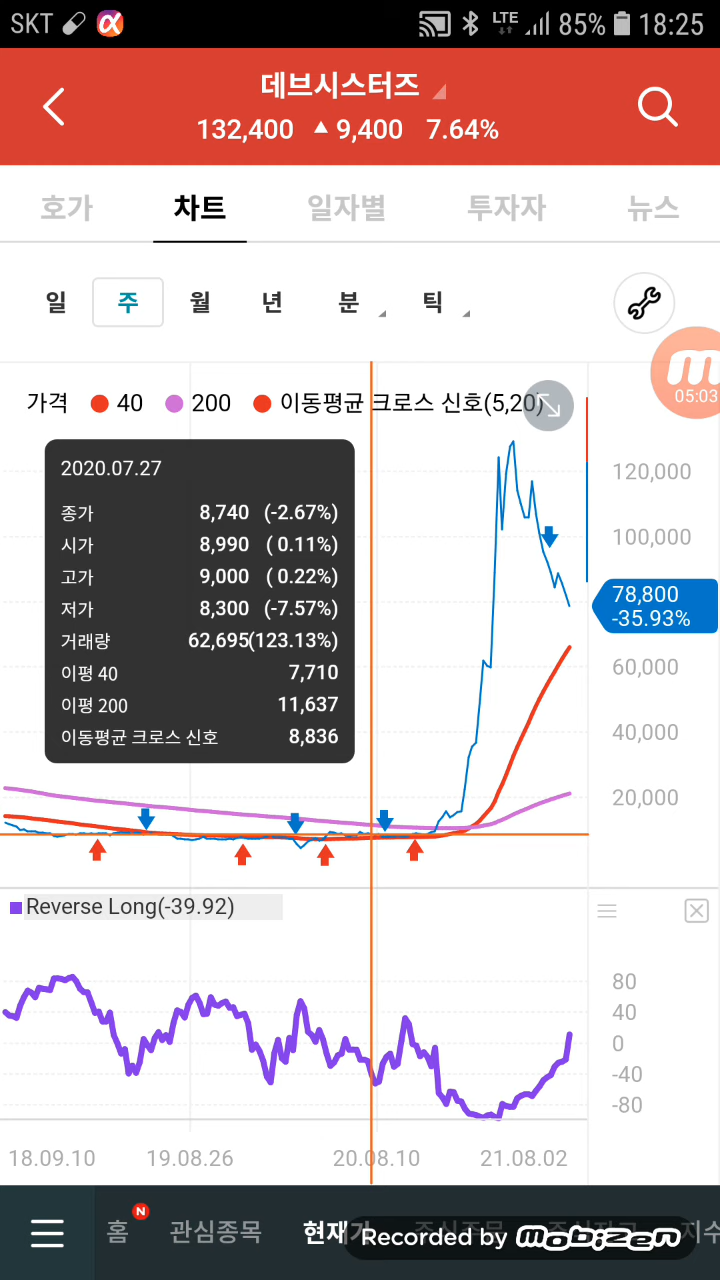 SKT LTE 85% 18:25
데브시스터즈
132,400 ▲ 9,400 7.64%
호가 차트 일자별 투자자 뉴스
일 주 월 년 분 틱
가격 40 200 이동평균 크로스 신호(5,20)
05:03
2020.07.27
종가 8,740 (-2.67%)
시가 8,990 ( 0.11%)
고가 9,000 ( 0.22%)
저가 8,300 (-7.57%)
거래량 62,695(123.13%)
이평 40 7,710
이평 200 11,637
이동평균 크로스 신호 8,836
120,000
100,000
78,800
-35.93%
60,000
40,000
20,000
Reverse Long(-39.92)
80
40
0
-40
-80
18.09.10 19.08.26 20.08.10 21.08.02
홈 N 관심종목 현재가 지수
Recorded by mobizen